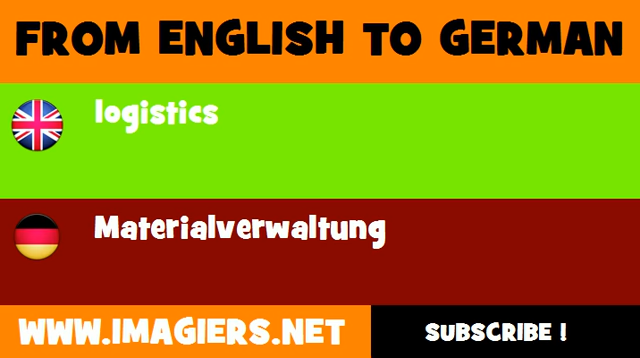 FROM ENGLISH TO GERMAN
logistics
Materialverwaltung
WWW.IMAGIERS.NET
SUBSCRIBE !